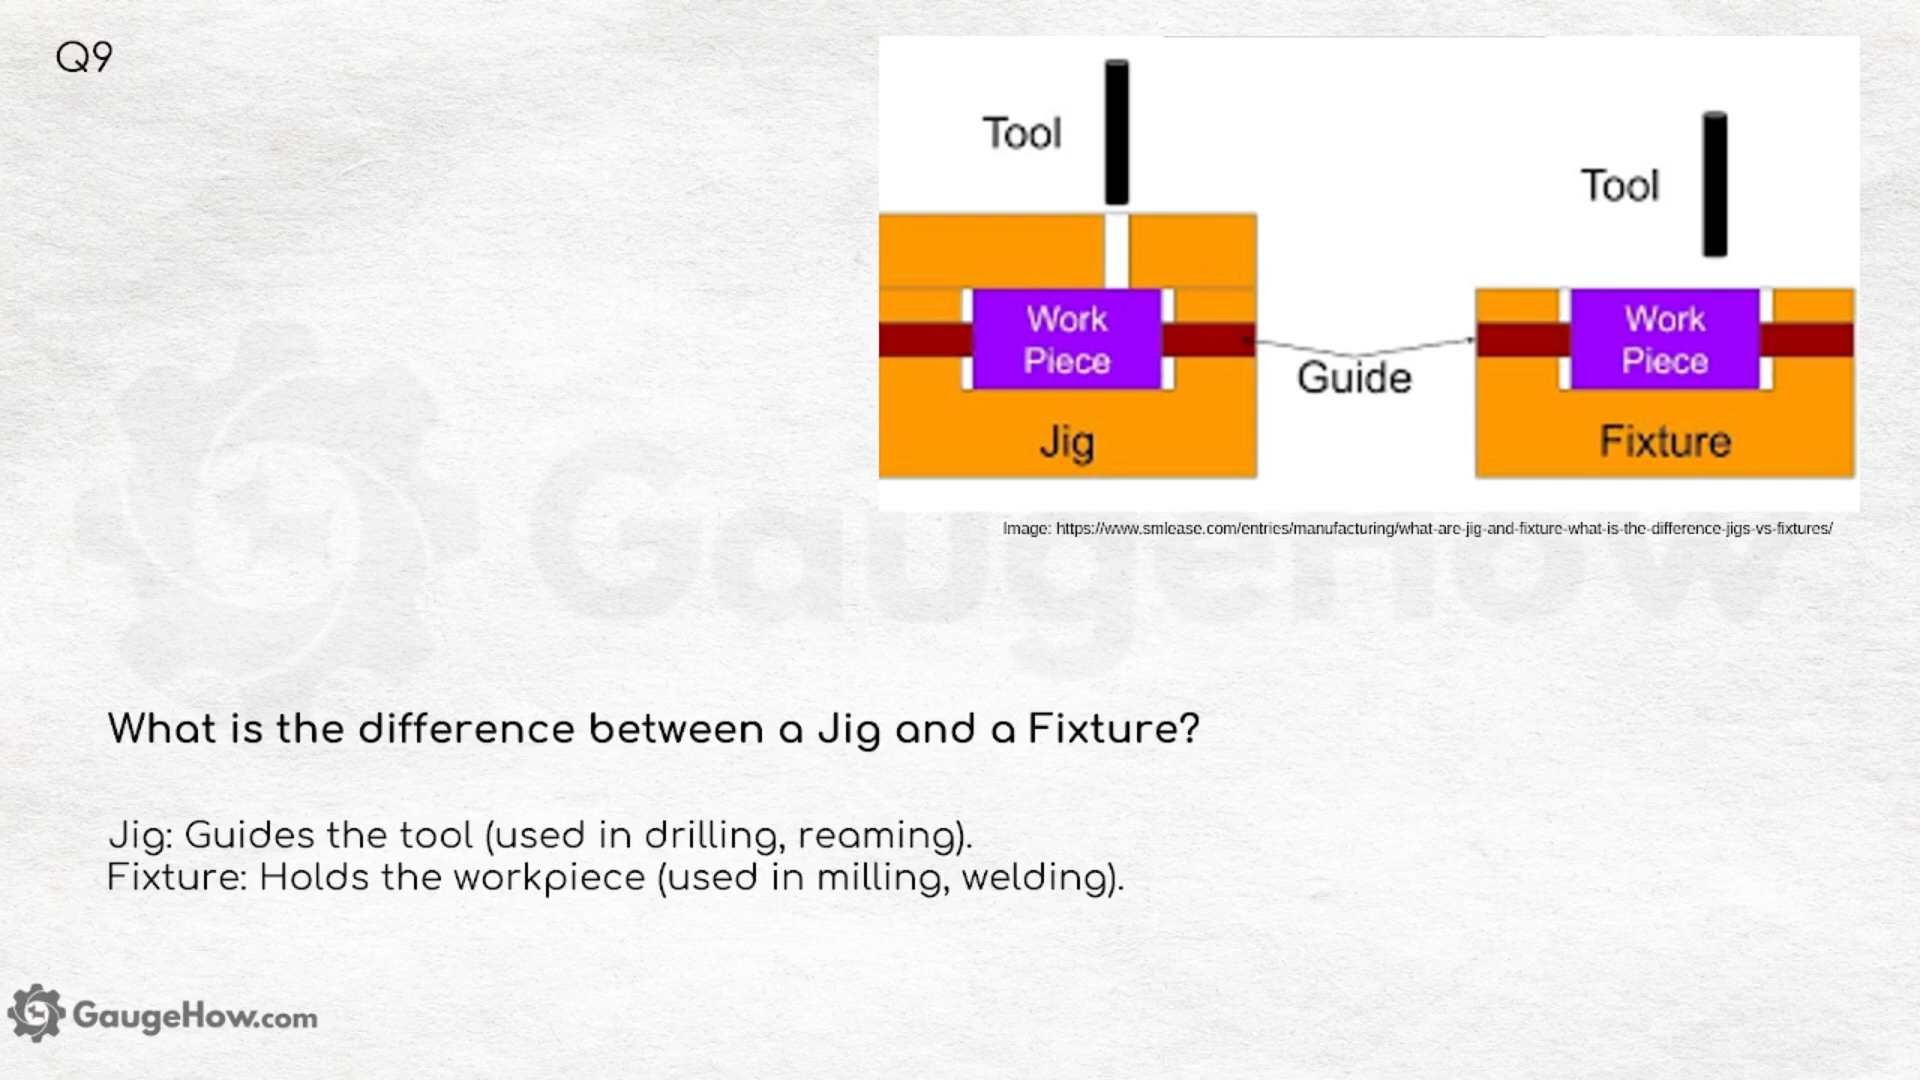 Q9
Tool
Tool
Work
Piece
Work
Piece
Guide
Jig
Fixture
Image: https://www.smlease.com/entries/manufacturing/what-are-jig-and-fixture-what-is-the-difference-jigs-vs-fixtures/
GaugeHow
What is the difference between a Jig and a Fixture?
Jig: Guides the tool (used in drilling, reaming).
Fixture: Holds the workpiece (used in milling, welding).
GaugeHow.com